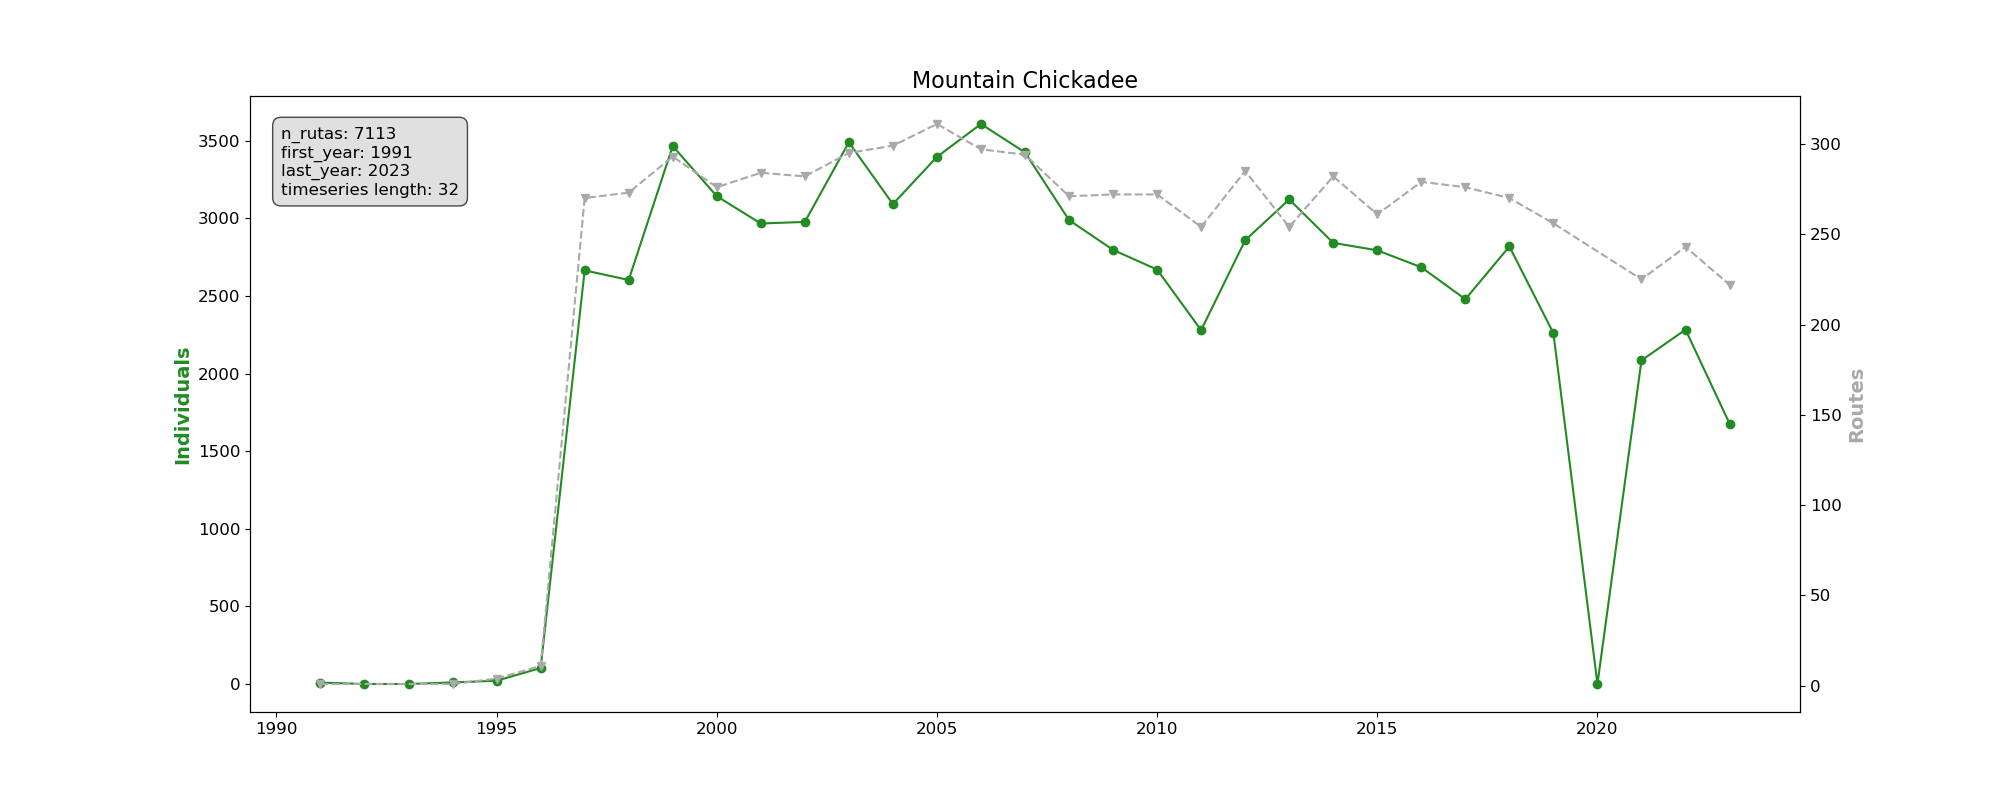 Mountain Chickadee
n_rutas: 7113
first_year: 1991
last_year: 2023
timeseries length: 32
Individuals
3500
3000
2500
2000
1500
1000
500
0
300
250
200
150
100
50
0
Routes
1990 1995 2000 2005 2010 2015 2020